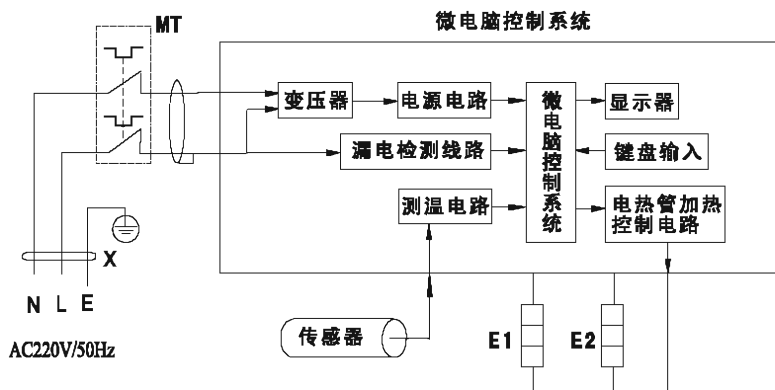 微电脑控制系统
MT
变压器
电源电路
微电脑控制系统
显示器
漏电检测线路
键盘输入
测温电路
电热管加热
控制电路
X
N L E
AC220V/50Hz
传感器
E1
E2